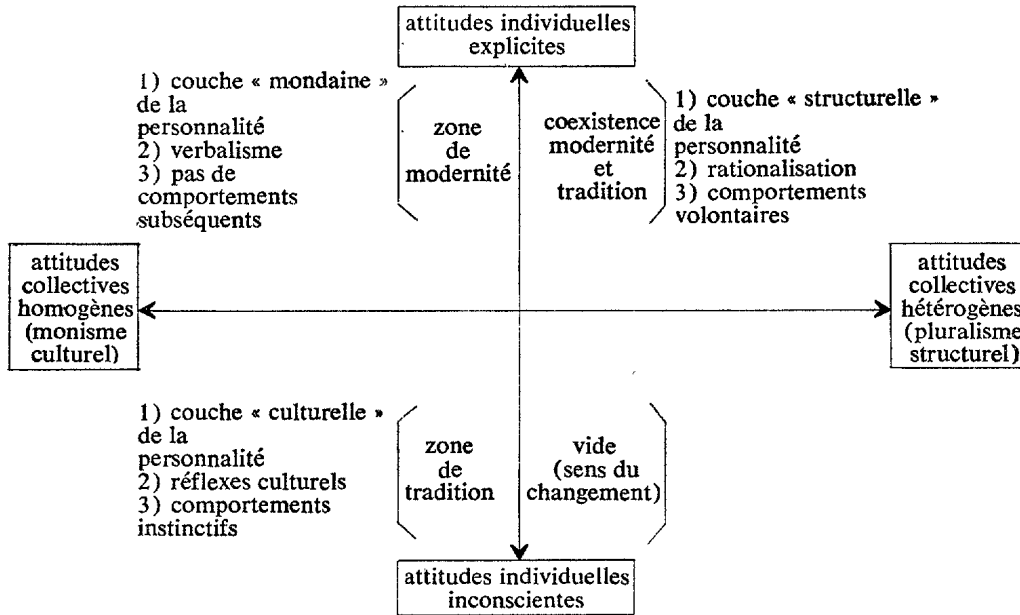 attitudes individuelles
explicites
1) couche « mondaine »
de la
personnalité
2) verbalisme
3) pas de
comportements
subséquents
zone
de
modernité
coexistence
modernité
et
tradition
1) couche « structurelle »
de la
personnalité
2) rationalisation
3) comportements
volontaires
attitudes
collectives
homogènes
(monisme
culturel)
attitudes
collectives
hétérogènes
(pluralisme
structurel)
1) couche « culturelle »
de la
personnalité
2) réflexes culturels
3) comportements
instinctifs
zone
de
tradition
vide
(sens du
changement)
attitudes individuelles
inconscientes